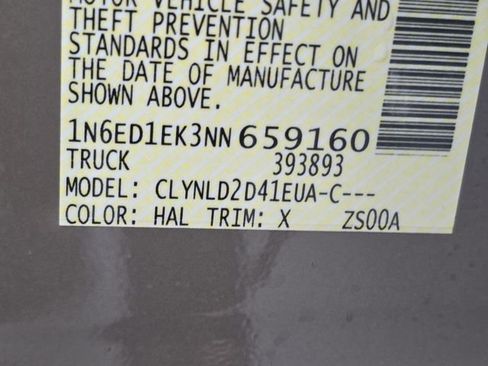 MOTOR VEHICLE SAFETY AND
THEFT PREVENTION
STANDARDS IN EFFECT ON
THE DATE OF MANUFACTURE
SHOWN ABOVE.
1N6ED1EK3NN659160
TRUCK 393893
MODEL: CLYNLD2D41EUA-C---
COLOR: HAL TRIM: X ZS00A